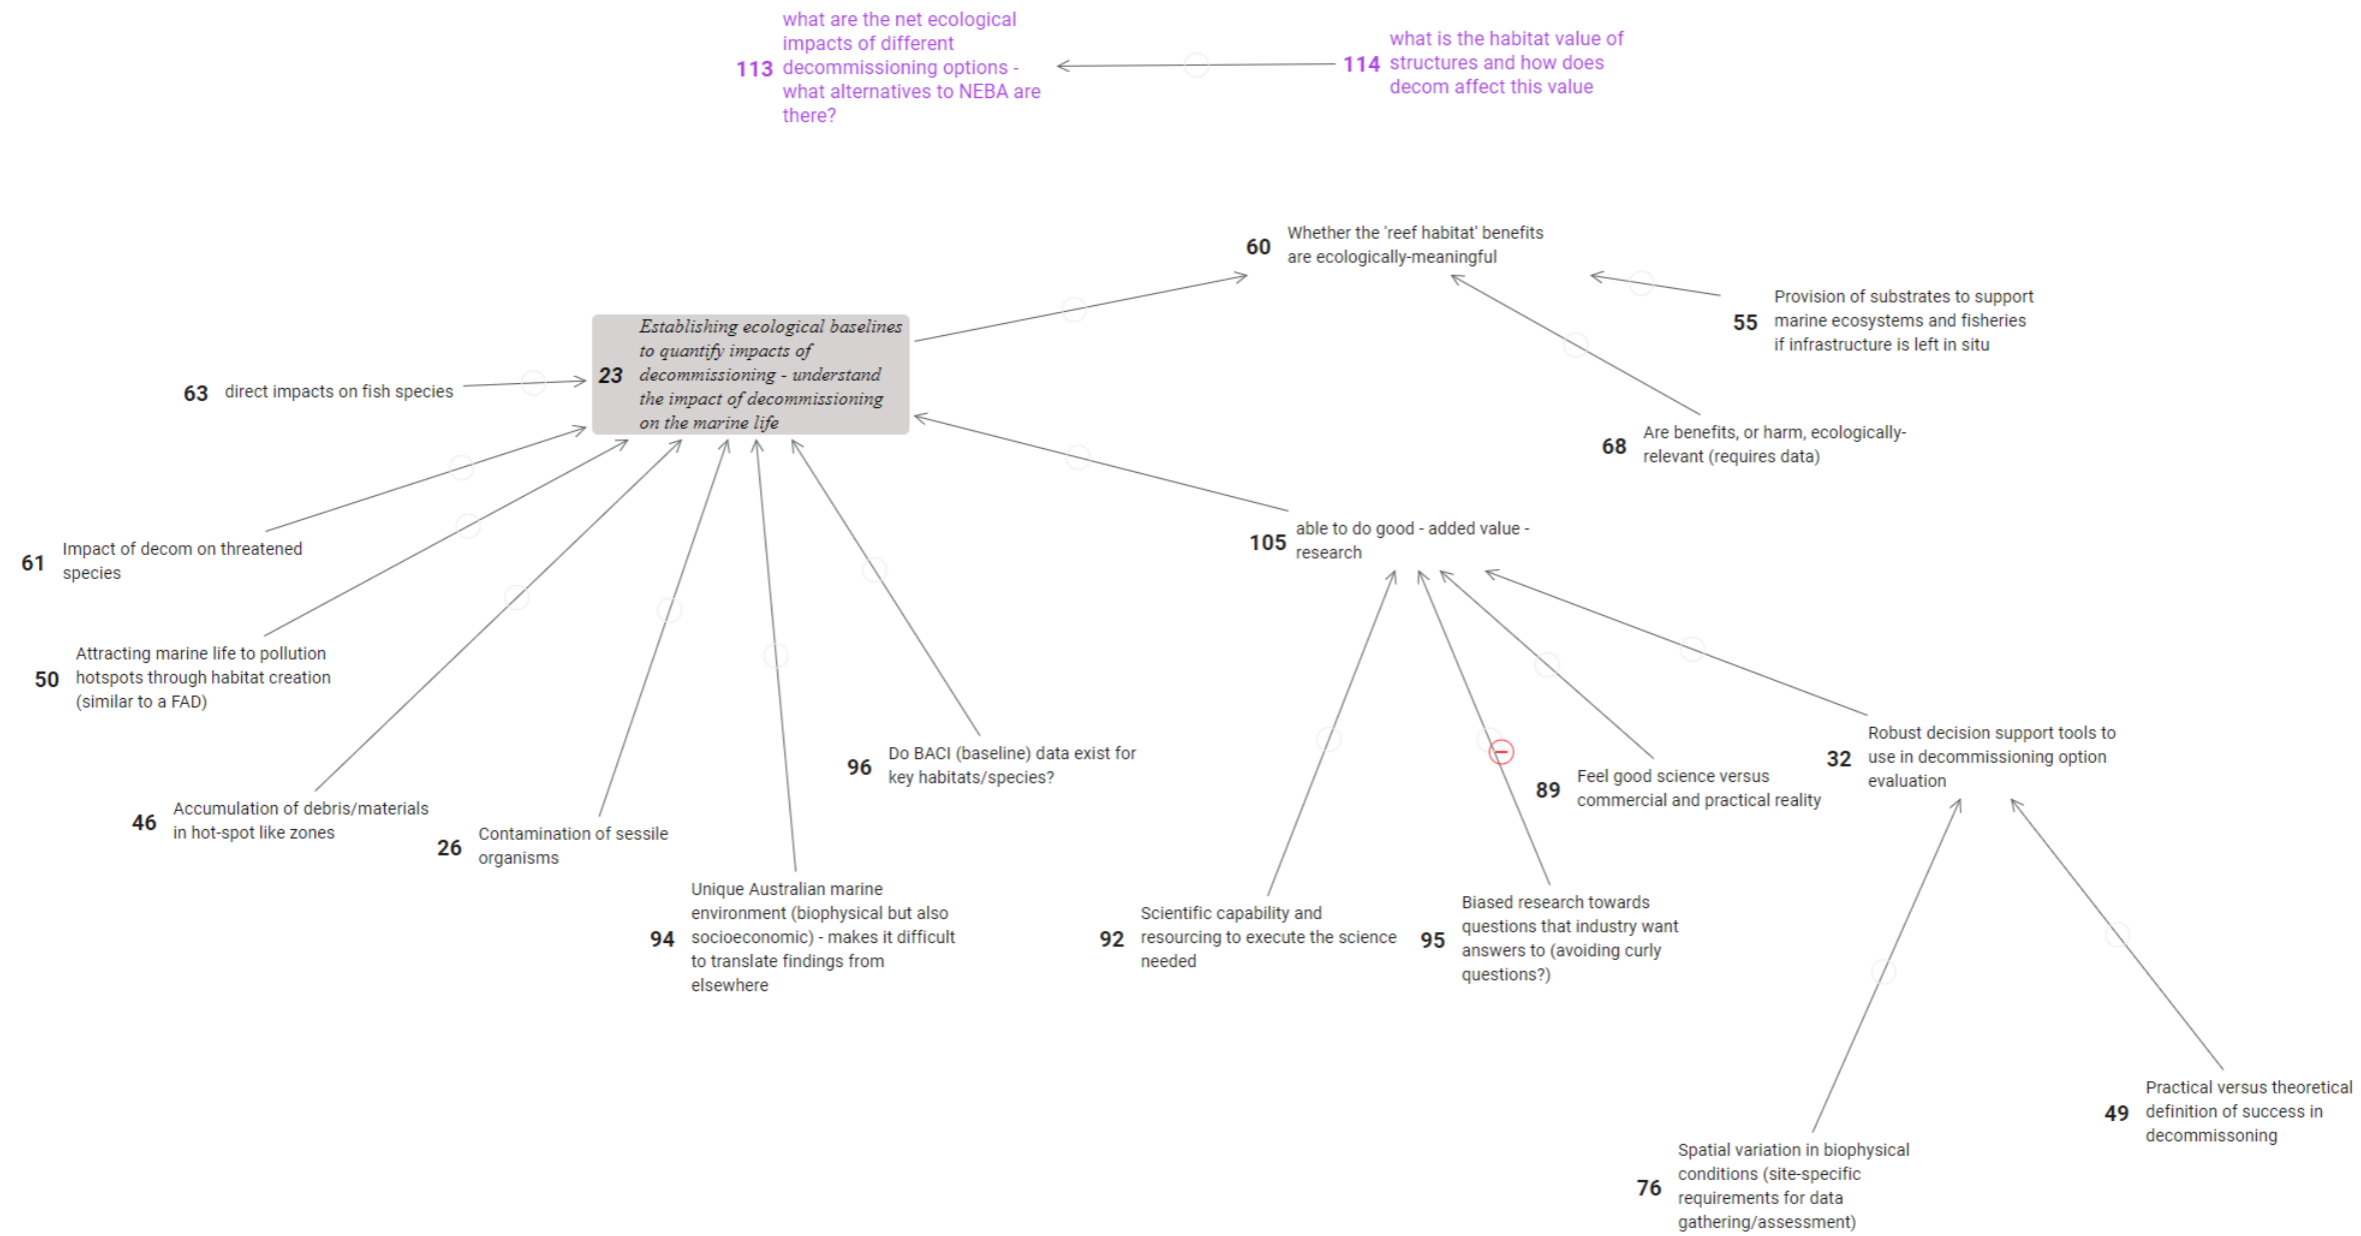 what are the net ecological
impacts of different
113 decommissioning options -
what alternatives to NEBA are
there?
what is the habitat value of
114 structures and how does
decom affect this value
60 Whether the 'reef habitat' benefits
are ecologically-meaningful
Provision of substrates to support
55 marine ecosystems and fisheries
if infrastructure is left in situ
Establishing ecological baselines
to quantify impacts of
23 decommissioning - understand
the impact of decommissioning
on the marine life
63 direct impacts on fish species
68 Are benefits, or harm, ecologically-
relevant (requires data)
105 able to do good - added value -
research
61 Impact of decom on threatened
species
Attracting marine life to pollution
50 hotspots through habitat creation
(similar to a FAD)
96 Do BACI (baseline) data exist for
key habitats/species?
Robust decision support tools to
32 use in decommissioning option
evaluation
89 Feel good science versus
commercial and practical reality
46 Accumulation of debris/materials
in hot-spot like zones
26 Contamination of sessile
organisms
Unique Australian marine
environment (biophysical but also
94 socioeconomic) - makes it difficult
to translate findings from
elsewhere
Scientific capability and
92 resourcing to execute the science
needed
Biased research towards
questions that industry want
95 answers to (avoiding curly
questions?)
Practical versus theoretical
49 definition of success in
decommissoning
Spatial variation in biophysical
conditions (site-specific
76 requirements for data
gathering/assessment)